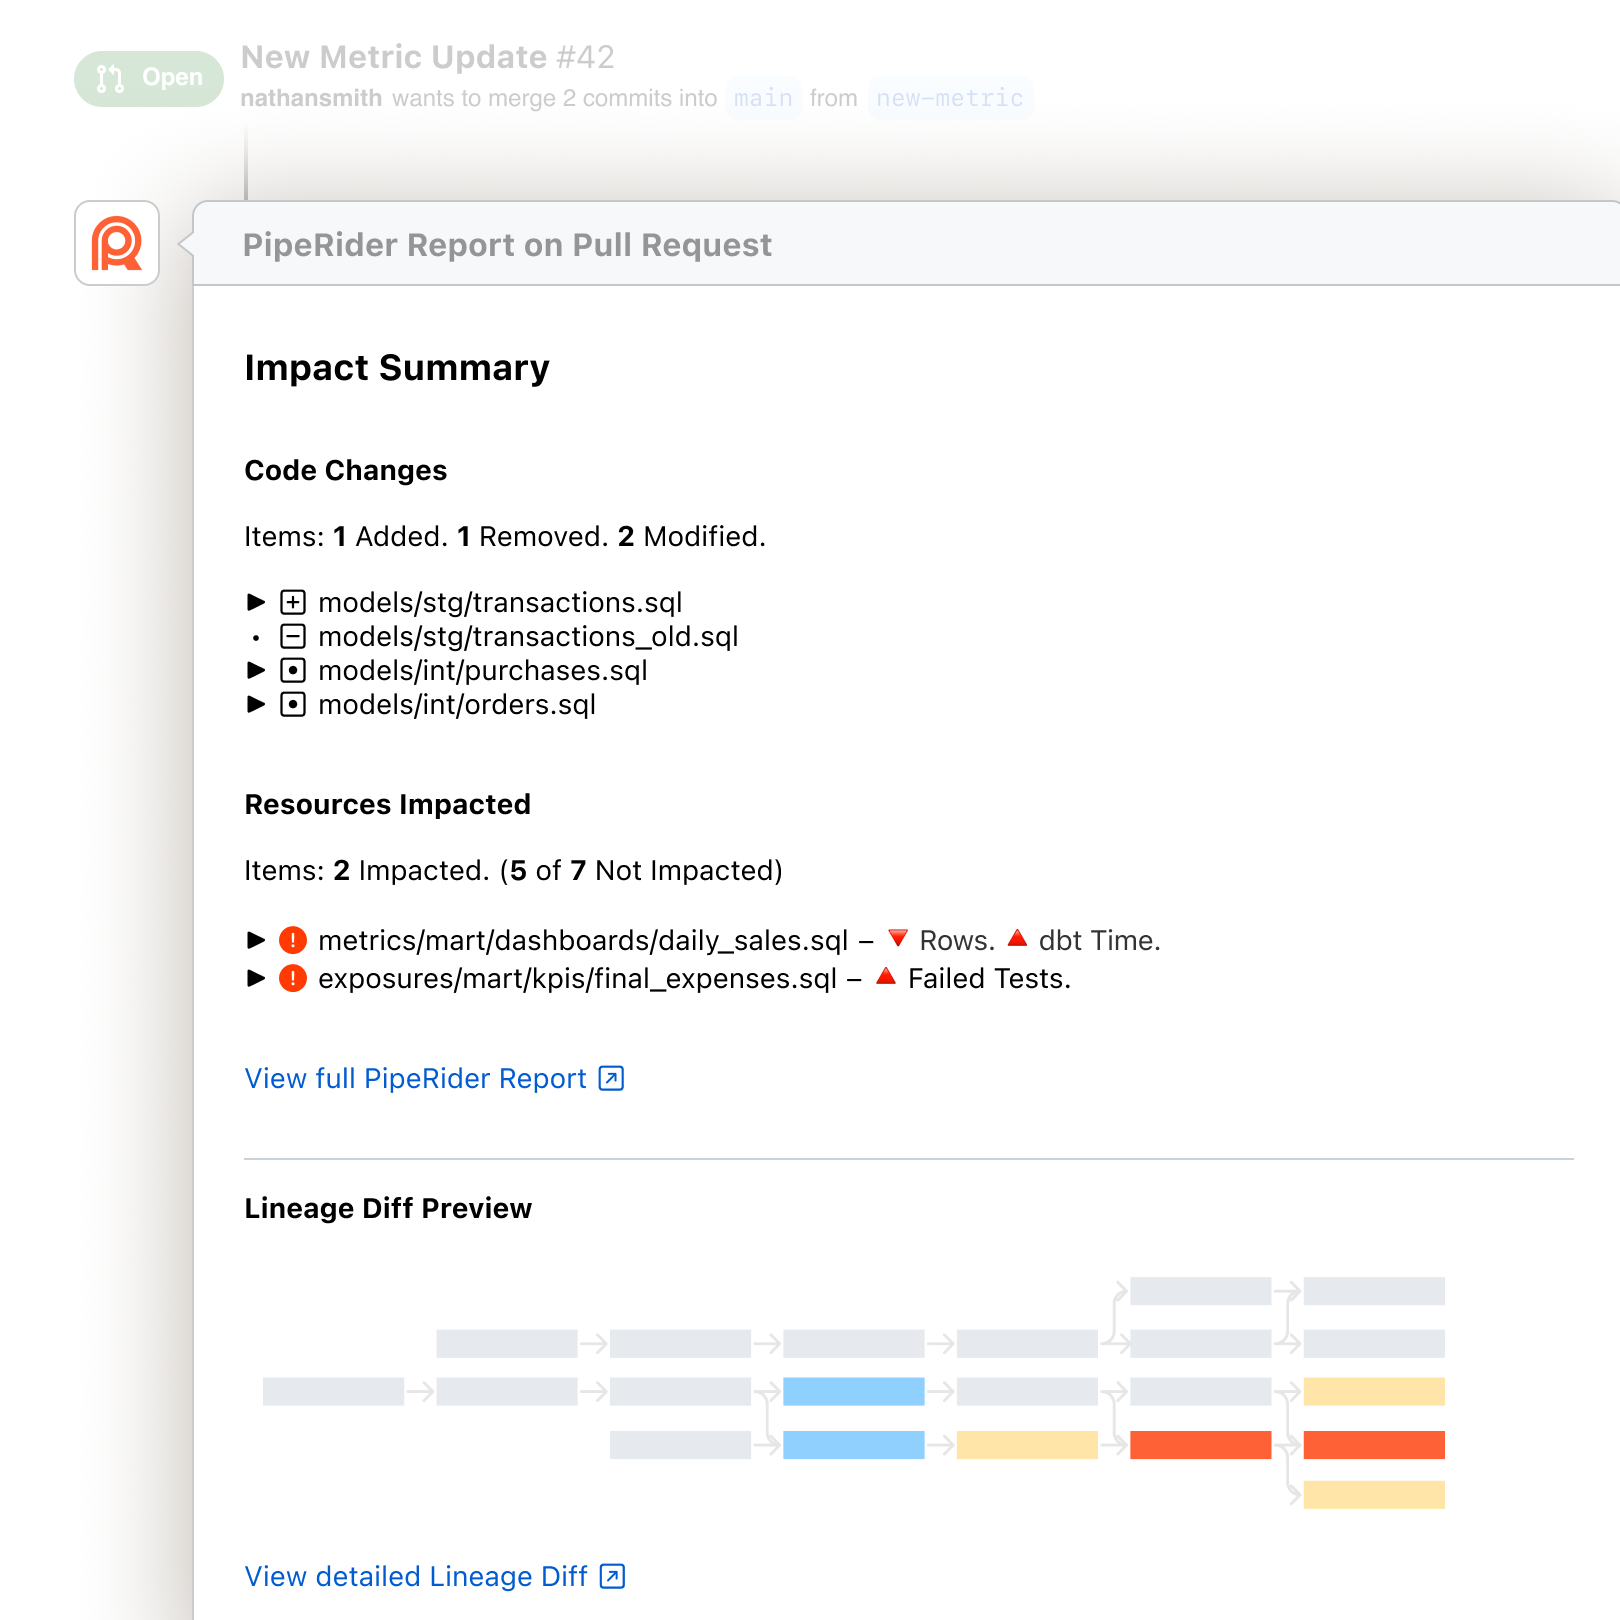 Open
New Metric Update #42
nathansmith wants to merge 2 commits into main from new-metric
PipeRider Report on Pull Request
Impact Summary
Code Changes
Items: 1 Added. 1 Removed. 2 Modified.
models/stg/transactions.sql
models/stg/transactions_old.sql
models/int/purchases.sql
models/int/orders.sql
Resources Impacted
Items: 2 Impacted. (5 of 7 Not Impacted)
metrics/mart/dashboards/daily_sales.sql – 🔻 Rows. 🔺 dbt Time.
exposures/mart/kpis/final_expenses.sql – 🔺 Failed Tests.
View full PipeRider Report
Lineage Diff Preview
View detailed Lineage Diff